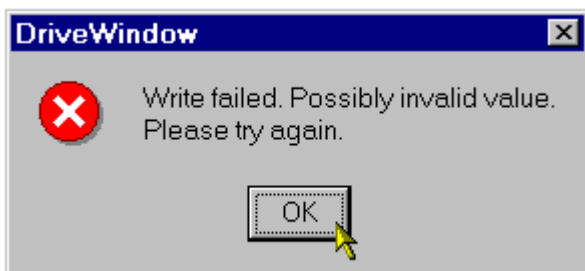 DriveWindow
Write failed. Possibly invalid value.
Please try again.
OK